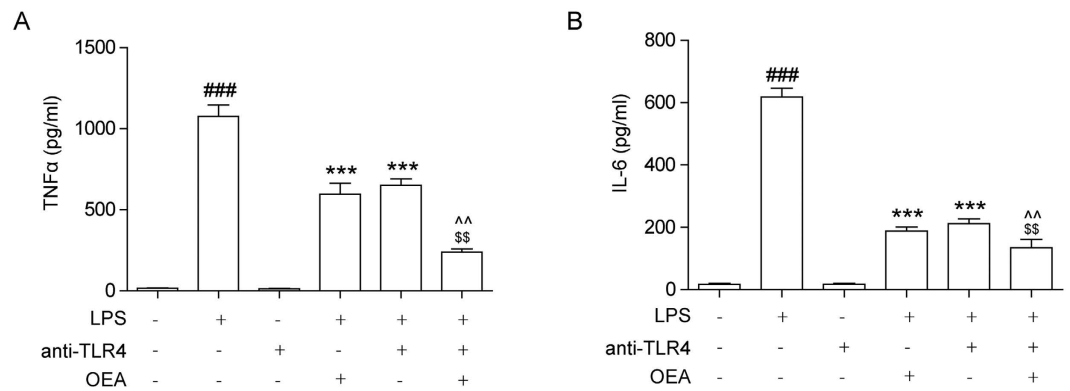 A
TNFα (pg/ml)
1500
1000
500
0
###
***
***
^^
$$
LPS - + - + + +
anti-TLR4 - - + - + +
OEA - - - + - +
B
IL-6 (pg/ml)
800
600
400
200
0
###
***
***
^^
$$
LPS - + - + + +
anti-TLR4 - - + - + +
OEA - - - + - +